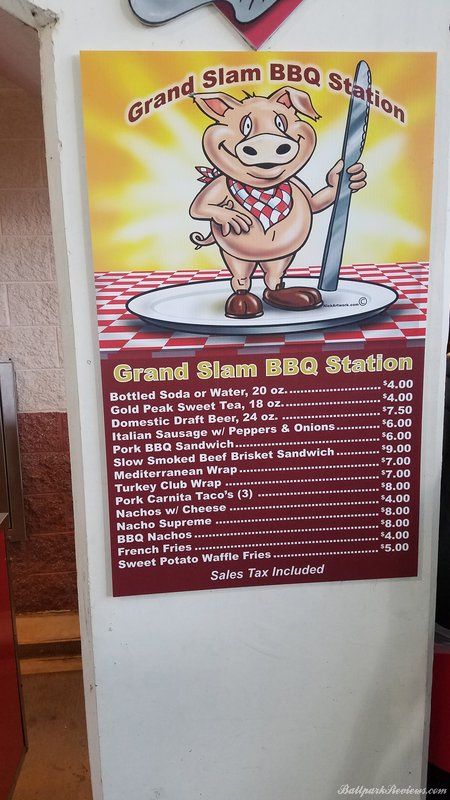 Grand Slam BBQ Station
Grand Slam BBQ Station
Bottled Soda or Water, 20 oz. $4.00
Gold Peak Sweet Tea, 18 oz. $4.00
Domestic Draft Beer, 24 oz. $7.50
Italian Sausage w/ Peppers & Onions $6.00
Pork BBQ Sandwich $6.00
Slow Smoked Beef Brisket Sandwich $9.00
Mediterranean Wrap $7.00
Turkey Club Wrap $7.00
Pork Carnita Taco's (3) $8.00
Nachos w/ Cheese $4.00
Nacho Supreme $8.00
BBQ Nachos $8.00
French Fries $4.00
Sweet Potato Waffle Fries $5.00
Sales Tax Included
BallparkReviews.com